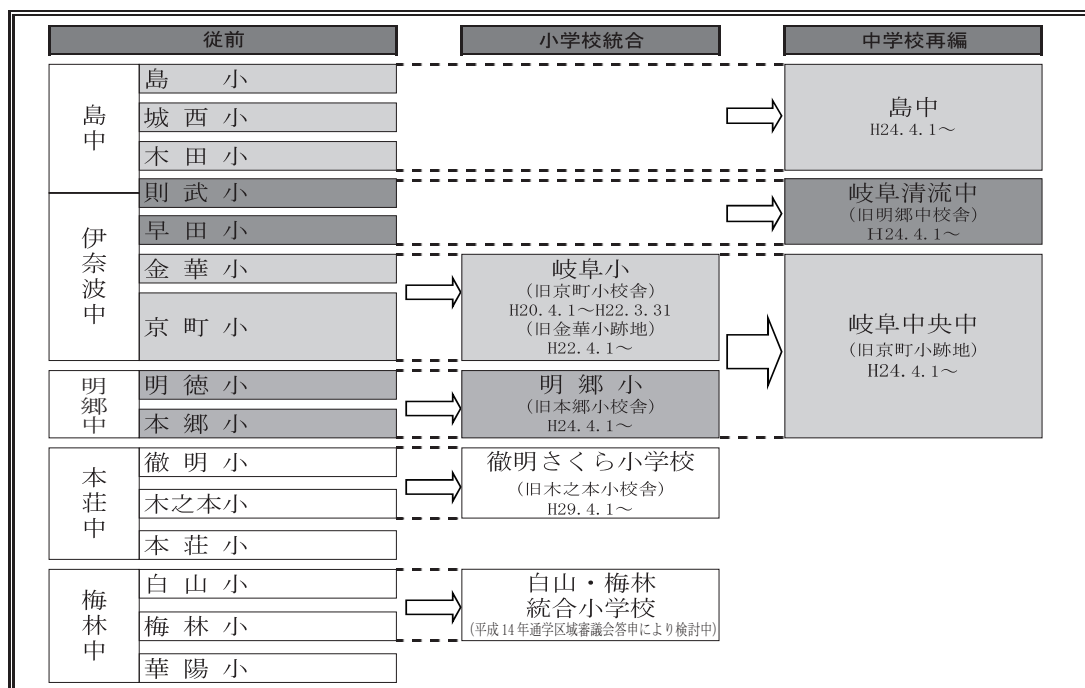 従前
小学校統合
中学校再編
島中
島小
城西小
木田小
島中
H24.4.1～
伊奈波中
則武小
早田小
岐阜清流中
(旧明郷中校舎)
H24.4.1～
金華小
京町小
岐阜小
(旧京町小校舎)
H20.4.1～H22.3.31
(旧金華小跡地)
H22.4.1～
岐阜中央中
(旧京町小跡地)
H24.4.1～
明郷中
明徳小
本郷小
明郷小
(旧本郷小校舎)
H24.4.1～
本荘中
徹明小
木之本小
本荘小
徹明さくら小学校
(旧木之本小校舎)
H29.4.1～
梅林中
白山小
梅林小
華陽小
白山・梅林
統合小学校
(平成14年通学区域審議会答申により検討中)